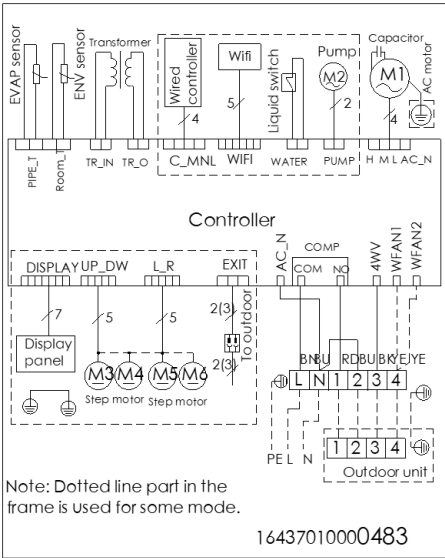 EVAP sensor
ENV sensor
Transformer
Wired
controller
Wifi
Liquid switch
Pump
M2
Capacitor
M1
AC motor
4
5
2
4
PIPE_T
Room_T
TR_IN
TR_O
C_MNL
WIFI
WATER
PUMP
H M L AC_N
Controller
DISPLAY
UP_DW
L_R
EXIT
AC_N
COMP
COM
NO
4WV
WFAN1
WFAN2
7
5
5
2(3)
To outdoor
2(3)
Display
panel
M3
M4
M5
M6
Step motor
Step motor
BN
BU
RD
BU
BK
YE
YE
L N 1 2 3 4
PE L N
1 2 3 4
Outdoor unit
Note: Dotted line part in the
frame is used for some mode.
16437010000483